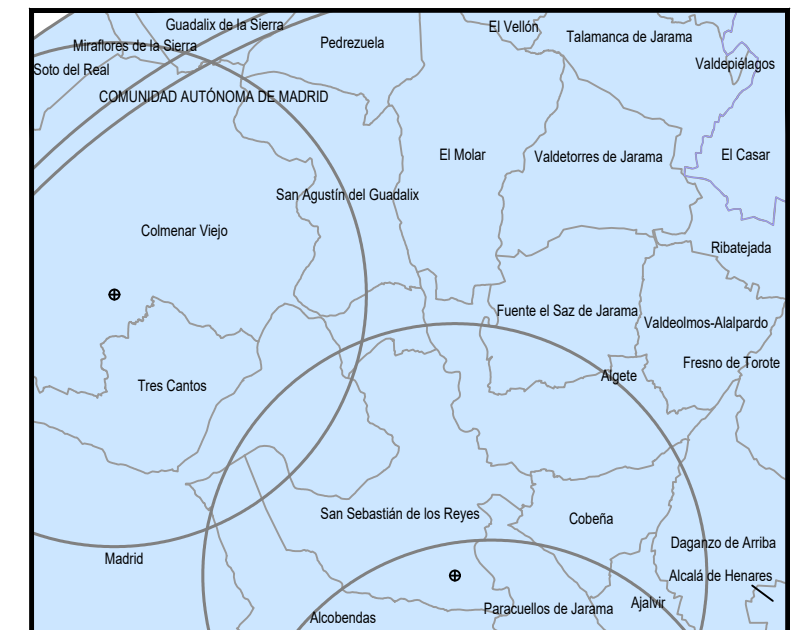 Guadalix de la Sierra
El Vellón
Talamanca de Jarama
Pedrezuela
Miraflores de la Sierra
Valdepiélagos
Soto del Real
COMUNIDAD AUTÓNOMA DE MADRID
El Molar
Valdetorres de Jarama
El Casar
San Agustín del Guadalix
Colmenar Viejo
Ribatejada
Fuente el Saz de Jarama
Valdeolmos-Alalpardo
Fresno de Torote
Algete
Tres Cantos
San Sebastián de los Reyes
Cobeña
Daganzo de Arriba
Madrid
Alcalá de Henares
Ajalvir
Paracuellos de Jarama
Alcobendas